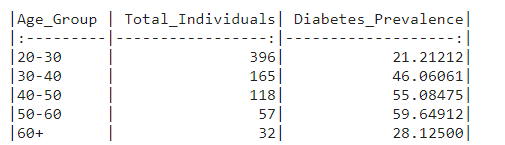 |Age_Group | Total_Individuals| Diabetes_Prevalence|
|:---------|-----------------:|-------------------:|
|20-30     |               396|            21.21212|
|30-40     |               165|            46.06061|
|40-50     |               118|            55.08475|
|50-60     |                57|            59.64912|
|60+       |                32|            28.12500|